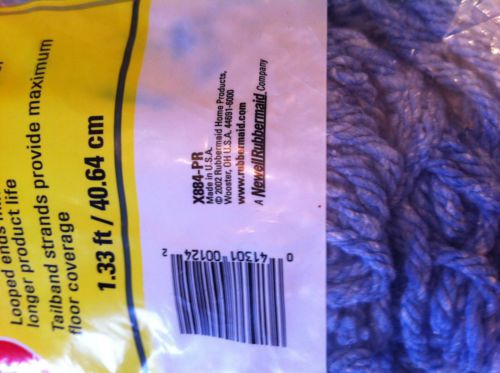 Looped ends
longer product life
Tailband strands provide maximum
floor coverage
1.33 ft / 40.64 cm
X884-PR
Made in U.S.A.
© 2002 Rubbermaid Home Products,
Wooster, OH U.S.A. 44691-6000
www.rubbermaid.com
A Newell Rubbermaid Company
0 41301 00124 2